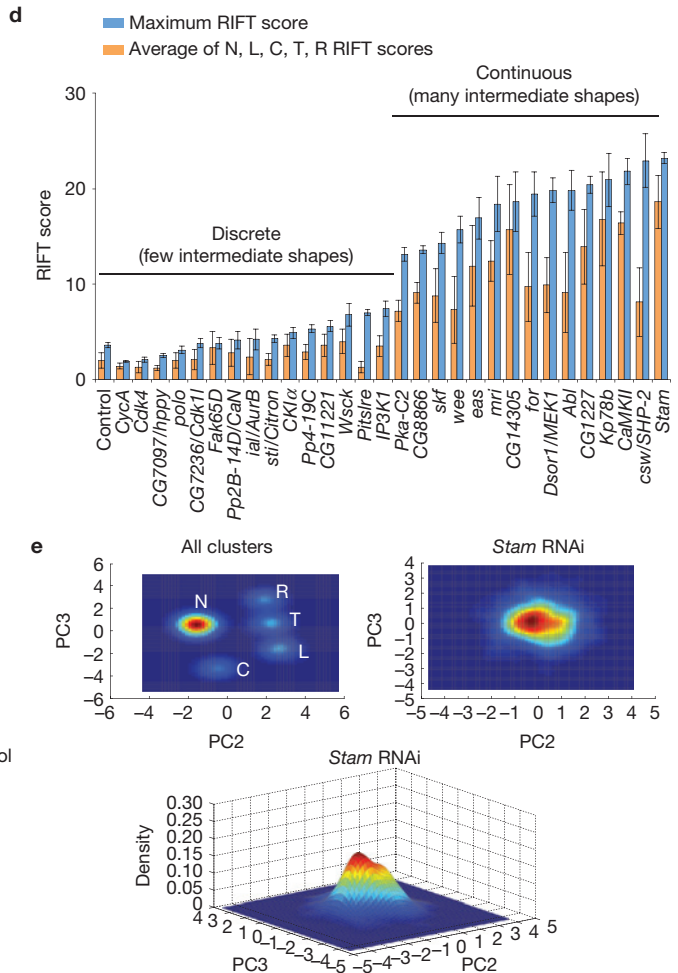 d
Maximum RIFT score
Average of N, L, C, T, R RIFT scores
Continuous
(many intermediate shapes)
Discrete
(few intermediate shapes)
RIFT score
30
20
10
0
Control
CycA
Cdk4
CG7097/hppy
polo
CG7236/Cdk1l
Fak65D
Pp2B-14D/CaN
ial/AurB
sti/Citron
CKIα
Pp4-19C
CG11221
Wsck
Pitslre
IP3K1
Pka-C2
CG8866
skf
wee
eas
mri
CG14305
for
Dsor1/MEK1
Abl
CG1227
Kp78b
CaMKII
csw/SHP-2
Stam
e
All clusters
PC3
6
4
2
0
−2
−4
−6
N
R
T
L
C
−6 −4 −2 0 2 4 6
PC2
Stam RNAi
PC3
4
3
2
1
0
−1
−2
−3
−4
−5
−5 −4 −3 −2 −1 0 1 2 3 4 5
PC2
ol
Stam RNAi
Density
0.30
0.25
0.20
0.15
0.10
0.05
0
4 3 2 1 0 −1 −2 −3 −4 −5
PC3
−5 −4 −3 −2 −1 0 1 2 3 4 5
PC2